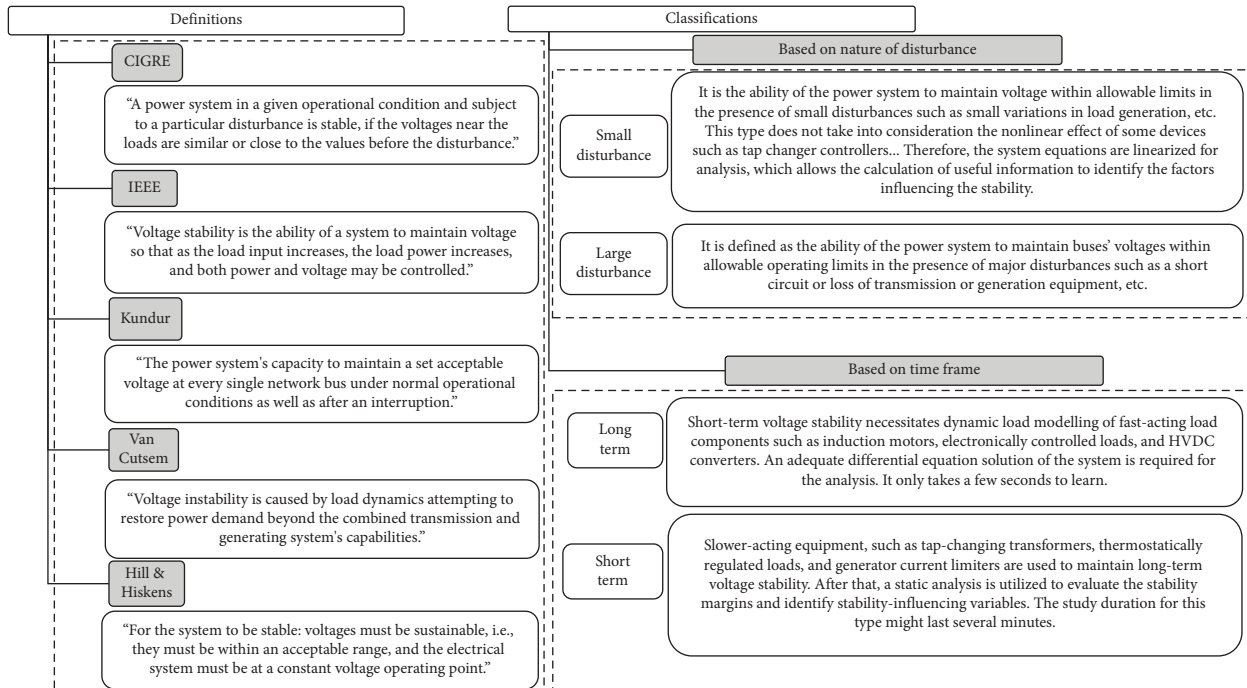 Definitions
CIGRE
“A power system in a given operational condition and subject
to a particular disturbance is stable, if the voltages near the
loads are similar or close to the values before the disturbance.”
IEEE
“Voltage stability is the ability of a system to maintain voltage
so that as the load input increases, the load power increases,
and both power and voltage may be controlled.”
Kundur
“The power system's capacity to maintain a set acceptable
voltage at every single network bus under normal operational
conditions as well as after an interruption.”
Van
Cutsem
“Voltage instability is caused by load dynamics attempting to
restore power demand beyond the combined transmission and
generating system's capabilities.”
Hill &
Hiskens
“For the system to be stable: voltages must be sustainable, i.e.,
they must be within an acceptable range, and the electrical
system must be at a constant voltage operating point.”
Classifications
Based on nature of disturbance
Small
disturbance
It is the ability of the power system to maintain voltage within allowable limits in
the presence of small disturbances such as small variations in load generation, etc.
This type does not take into consideration the nonlinear effect of some devices
such as tap changer controllers... Therefore, the system equations are linearized for
analysis, which allows the calculation of useful information to identify the factors
influencing the stability.
Large
disturbance
It is defined as the ability of the power system to maintain buses’ voltages within
allowable operating limits in the presence of major disturbances such as a short
circuit or loss of transmission or generation equipment, etc.
Based on time frame
Long
term
Short-term voltage stability necessitates dynamic load modelling of fast-acting load
components such as induction motors, electronically controlled loads, and HVDC
converters. An adequate differential equation solution of the system is required for
the analysis. It only takes a few seconds to learn.
Short
term
Slower-acting equipment, such as tap-changing transformers, thermostatically
regulated loads, and generator current limiters are used to maintain long-term
voltage stability. After that, a static analysis is utilized to evaluate the stability
margins and identify stability-influencing variables. The study duration for this
type might last several minutes.